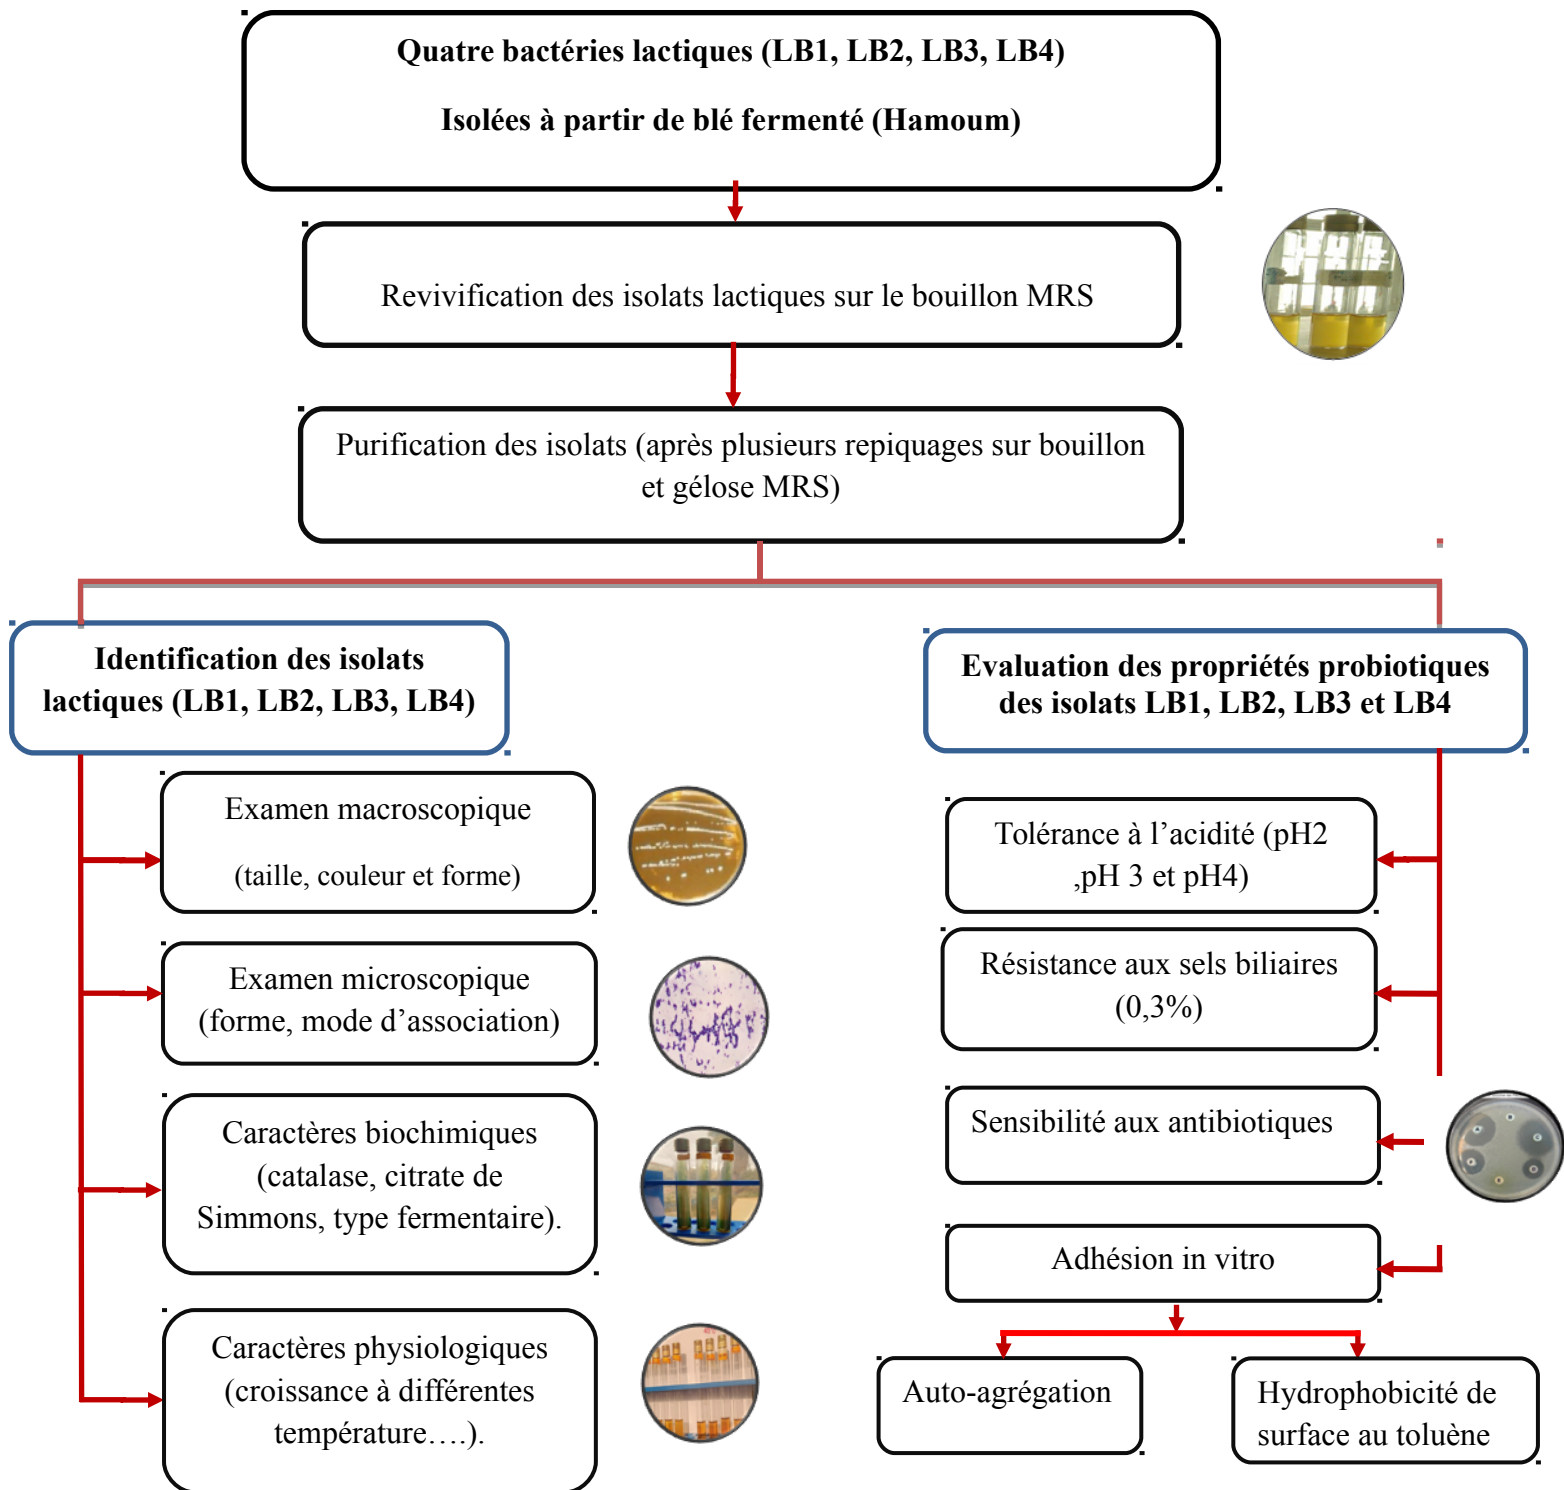 Quatre bactéries lactiques (LB1, LB2, LB3, LB4)
Isolées à partir de blé fermenté (Hamoum)
Revivification des isolats lactiques sur le bouillon MRS
Purification des isolats (après plusieurs repiquages sur bouillon
et gélose MRS)
Identification des isolats
lactiques (LB1, LB2, LB3, LB4)
Examen macroscopique
(taille, couleur et forme)
Examen microscopique
(forme, mode d’association)
Caractères biochimiques
(catalase, citrate de
Simmons, type fermentaire).
Caractères physiologiques
(croissance à différentes
température….).
Evaluation des propriétés probiotiques
des isolats LB1, LB2, LB3 et LB4
Tolérance à l’acidité (pH2
,pH 3 et pH4)
Résistance aux sels biliaires
(0,3%)
Sensibilité aux antibiotiques
Adhésion in vitro
Auto-agrégation
Hydrophobicité de
surface au toluène